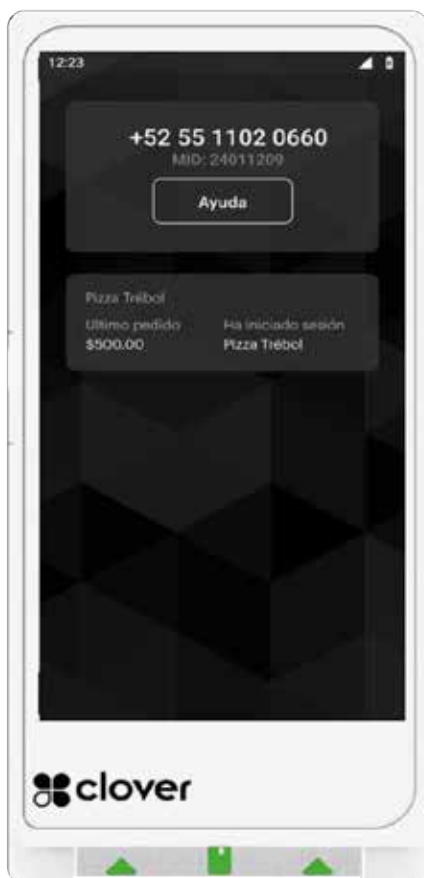 12:23
+52 55 1102 0660
MID: 24011209
Ayuda
Pizza Trébol
Último pedido
Ha iniciado sesión
$500.00
Pizza Trébol
clover